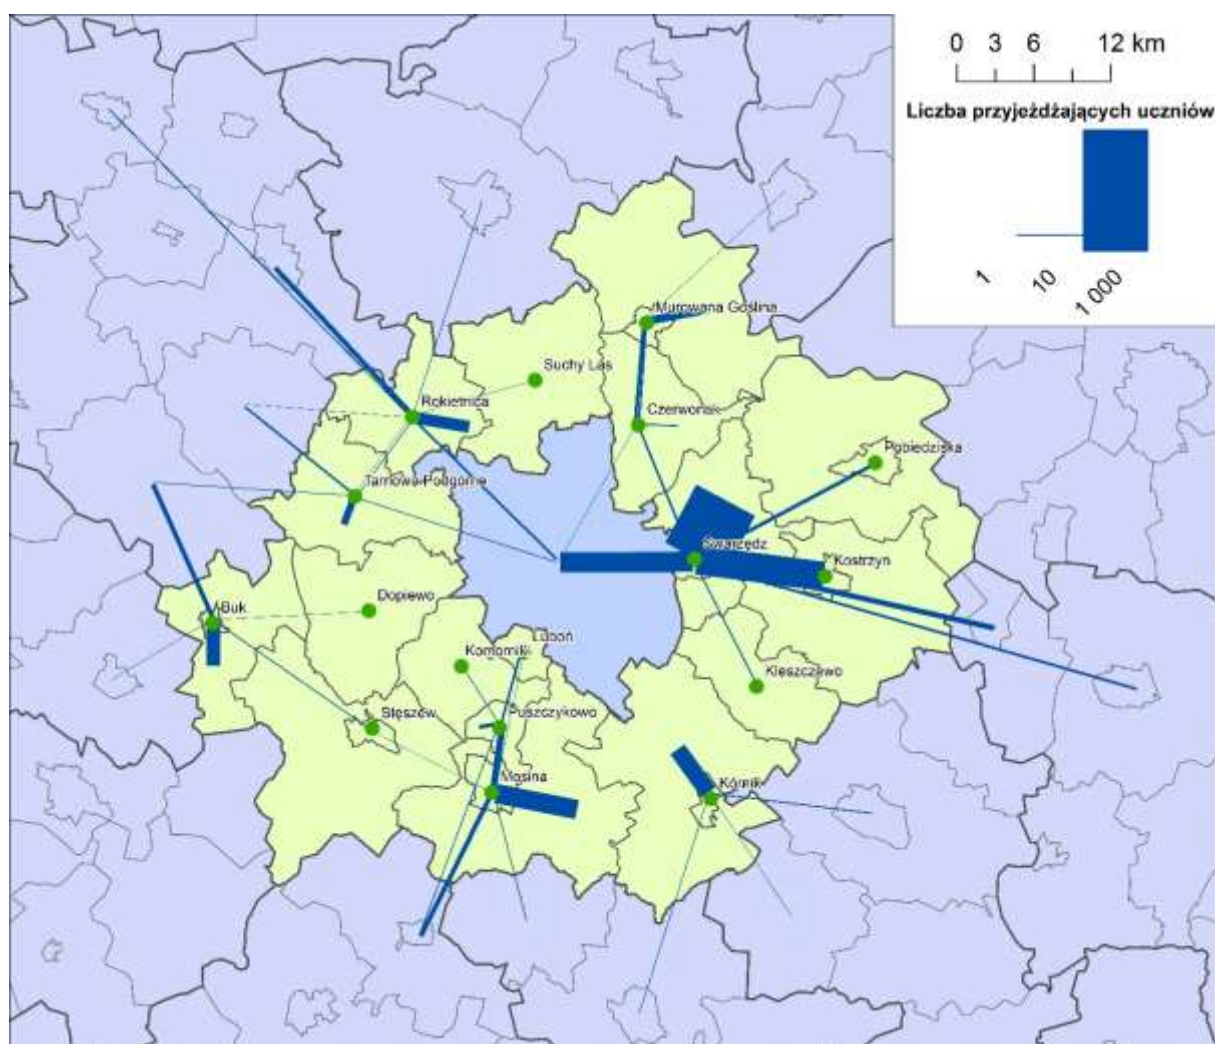 0 3 6 12 km
Liczba przyjeżdżających uczniów
1 10 1 000
Murowana Goślina
Suchy Las
Rokietnica
Czerwonak
Pobiedziska
Tarnowo Podgórne
Swarzędz
Kostrzyn
Buk
Dopiewo
Luboń
Komorniki
Kleszczewo
Stęszew
Puszczykowo
Mosina
Kórnik